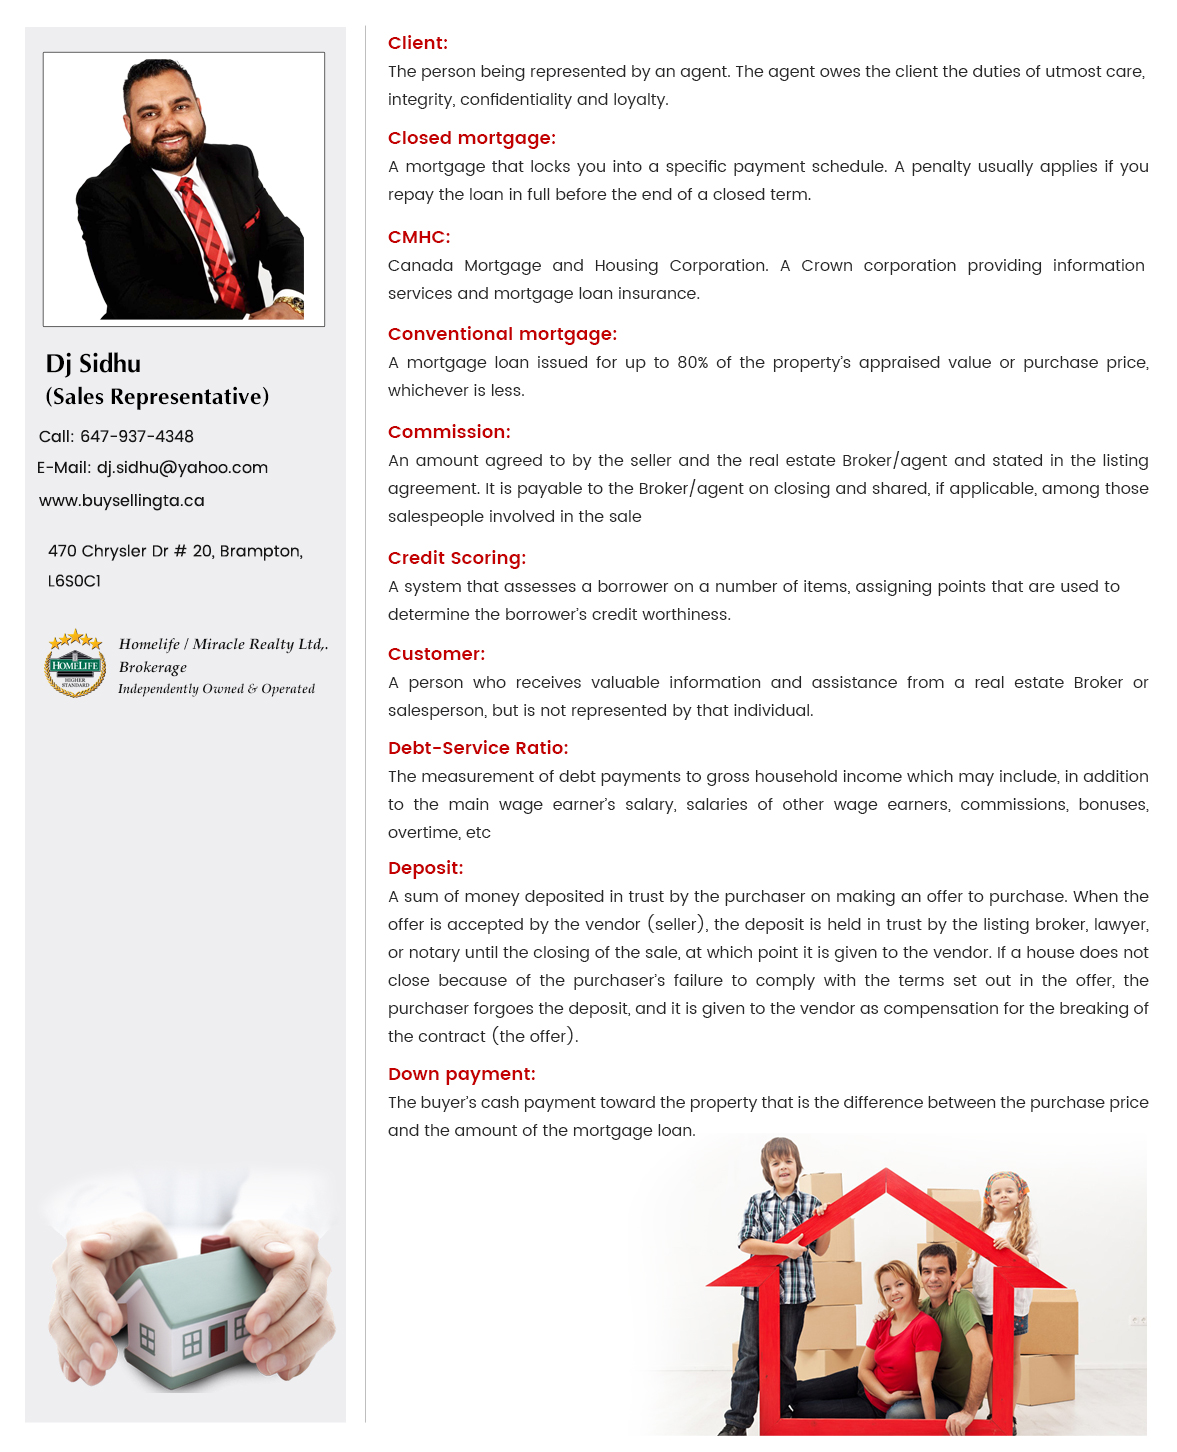 Dj Sidhu
(Sales Representative)
Call: 647-937-4348
E-Mail: dj.sidhu@yahoo.com
www.buysellingta.ca
470 Chrysler Dr # 20, Brampton,
L6S0C1
HOMELIFE
HIGHER
STANDARD
Homelife / Miracle Realty Ltd,.
Brokerage
Independently Owned & Operated
Client:
The person being represented by an agent. The agent owes the client the duties of utmost care,
integrity, confidentiality and loyalty.
Closed mortgage:
A mortgage that locks you into a specific payment schedule. A penalty usually applies if you
repay the loan in full before the end of a closed term.
CMHC:
Canada Mortgage and Housing Corporation. A Crown corporation providing information
services and mortgage loan insurance.
Conventional mortgage:
A mortgage loan issued for up to 80% of the property’s appraised value or purchase price,
whichever is less.
Commission:
An amount agreed to by the seller and the real estate Broker/agent and stated in the listing
agreement. It is payable to the Broker/agent on closing and shared, if applicable, among those
salespeople involved in the sale
Credit Scoring:
A system that assesses a borrower on a number of items, assigning points that are used to
determine the borrower’s credit worthiness.
Customer:
A person who receives valuable information ad assistance from a real estate Broker or
salesperson, but is not represented by that individual.
Debt-Service Ratio:
The measurement of debt payments to gross household income which may include, in addition
to the main wage earner’s salary, salaries of other wage earners, commissions, bonuses,
overtime, etc
Deposit:
A sum of money deposited in trust by the purchaser on making an offer to purchase. When the
offer is accepted by the vendor (seller), the deposit is held in trust by the listing broker, lawyer,
or notary until the closing of the sale, at which point it is given to the vendor. If a house does not
close because of the purchaser’s failure to comply with the terms set out in the offer, the
purchaser forgoes the deposit, and it is given to the vendor as compensation for the breaking of
the contract (the offer).
Down payment:
The buyer’s cash payment toward the property that is the difference between the purchase price
and the amount of the mortgage loan.